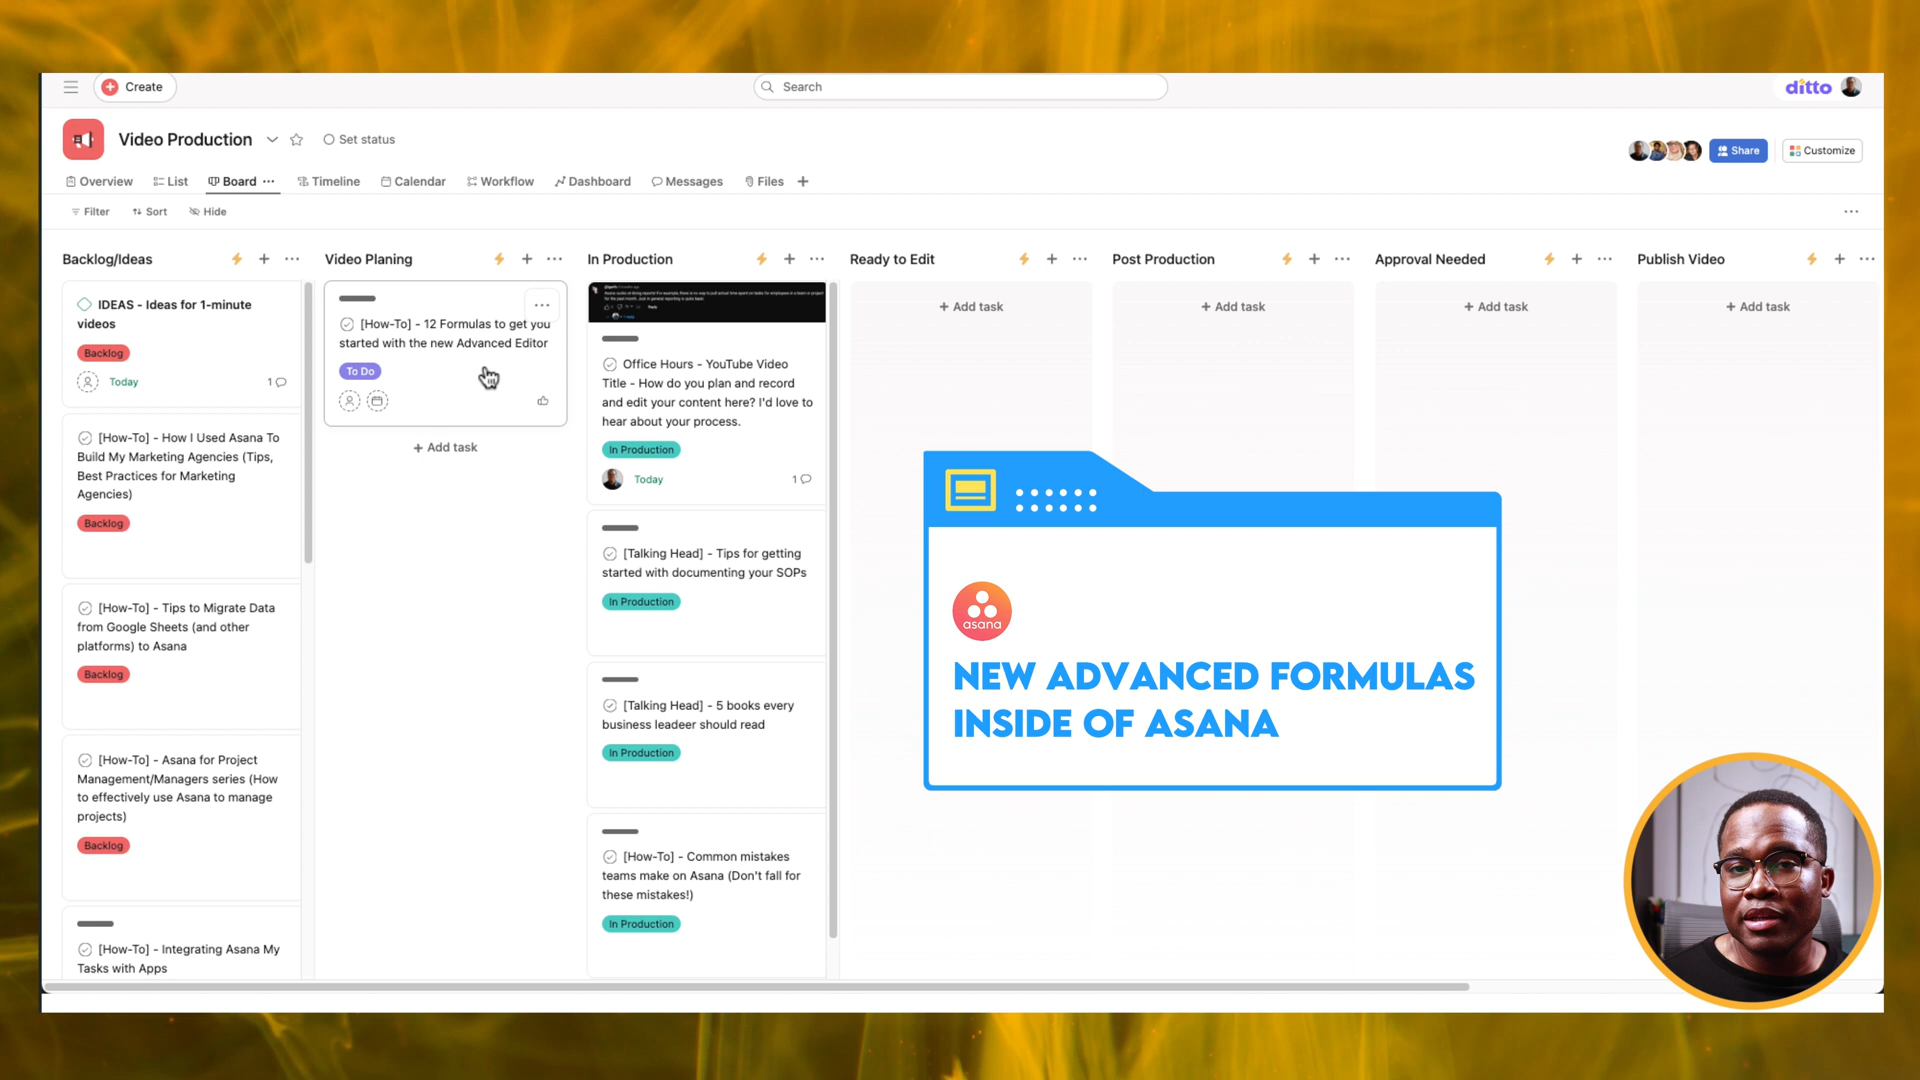 Create
Search
ditto
Video Production
Set status
Share
Customize
Overview
List
Board
Timeline
Calendar
Workflow
Dashboard
Messages
Files
Filter
Sort
Hide
Backlog/Ideas
IDEAS - Ideas for 1-minute
videos
Backlog
Today
1
[How-To] - How I Used Asana To
Build My Marketing Agencies (Tips,
Best Practices for Marketing
Agencies)
Backlog
[How-To] - Tips to Migrate Data
from Google Sheets (and other
platforms) to Asana
Backlog
[How-To] - Asana for Project
Management/Managers series (How
to effectively use Asana to manage
projects)
Backlog
[How-To] - Integrating Asana My
Tasks with Apps
Video Planing
[How-To] - 12 Formulas to get you
started with the new Advanced Editor
To Do
+ Add task
In Production
Office Hours - YouTube Video
Title - How do you plan and record
and edit your content here? I'd love to
hear about your process.
In Production
Today
1
[Talking Head] - Tips for getting
started with documenting your SOPs
In Production
[Talking Head] - 5 books every
business leadeer should read
In Production
[How-To] - Common mistakes
teams make on Asana (Don't fall for
these mistakes!)
In Production
Ready to Edit
+ Add task
Post Production
+ Add task
Approval Needed
+ Add task
Publish Video
+ Add task
asana
NEW ADVANCED FORMULAS
INSIDE OF ASANA